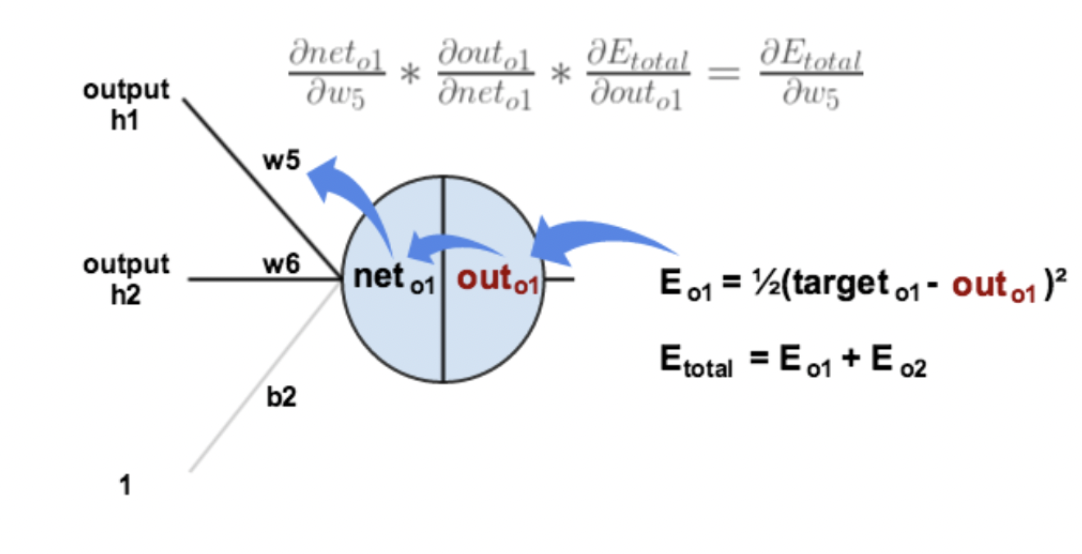 ∂net_o1/∂w_5 * ∂out_o1/∂net_o1 * ∂E_total/∂out_o1 = ∂E_total/∂w_5
output
h1
w5
output
h2
w6
net o1
out o1
E o1 = ½(target o1 - out o1)²
E total = E o1 + E o2
b2
1